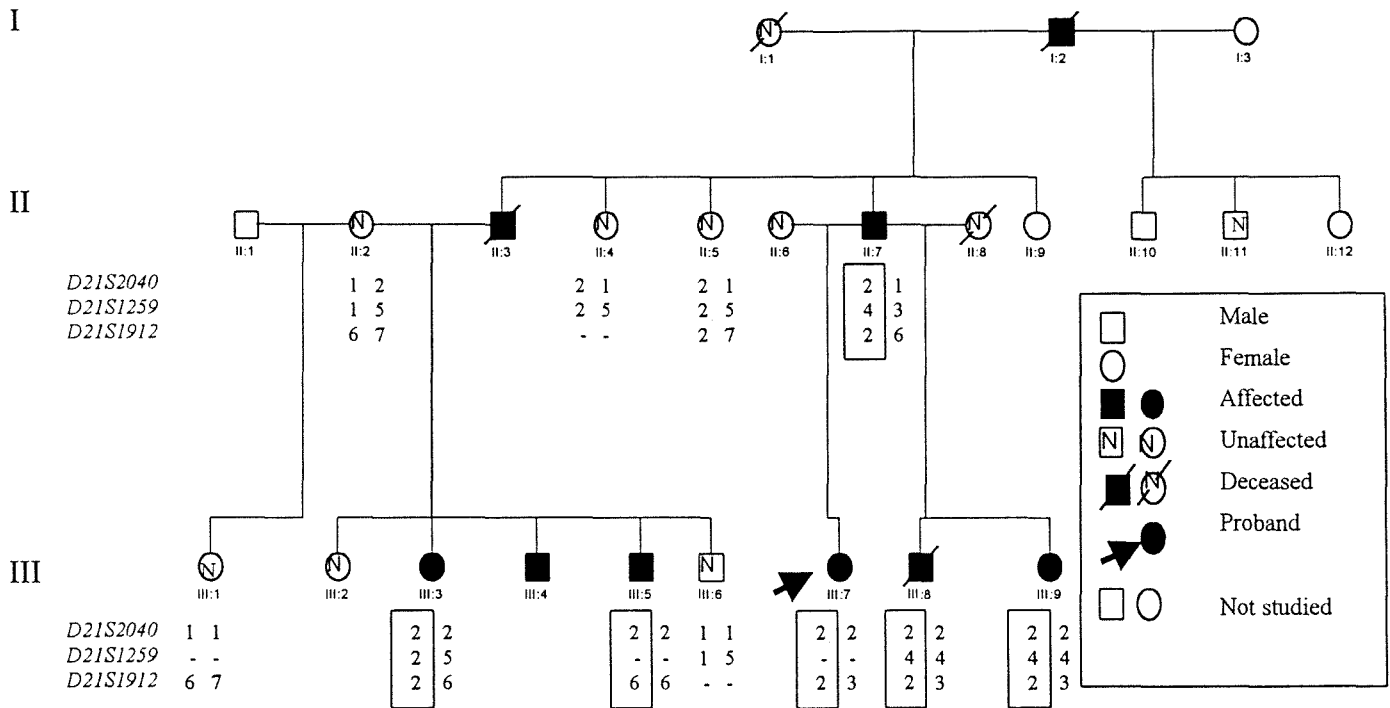 I
N N
I:1 I:2 I:3
II
N N N N N N
II:1 II:2 II:3 II:4 II:5 II:6 II:7 II:8 II:9 II:10 II:11 II:12
D21S2040 1 2 2 1 2 1 2 1
D21S1259 1 5 2 5 2 5 4 3
D21S1912 6 7 - - 2 7 2 6
Male
Female
Affected
N N Unaffected
N Deceased
Proband
Not studied
III
N N N
III:1 III:2 III:3 III:4 III:5 III:6 III:7 III:8 III:9
D21S2040 1 1 2 2 2 2 1 1 2 2 2 2 2 2
D21S1259 - - 2 5 - - 1 5 - - 4 4 4 4
D21S1912 6 7 2 6 6 6 - - 2 3 2 3 2 3